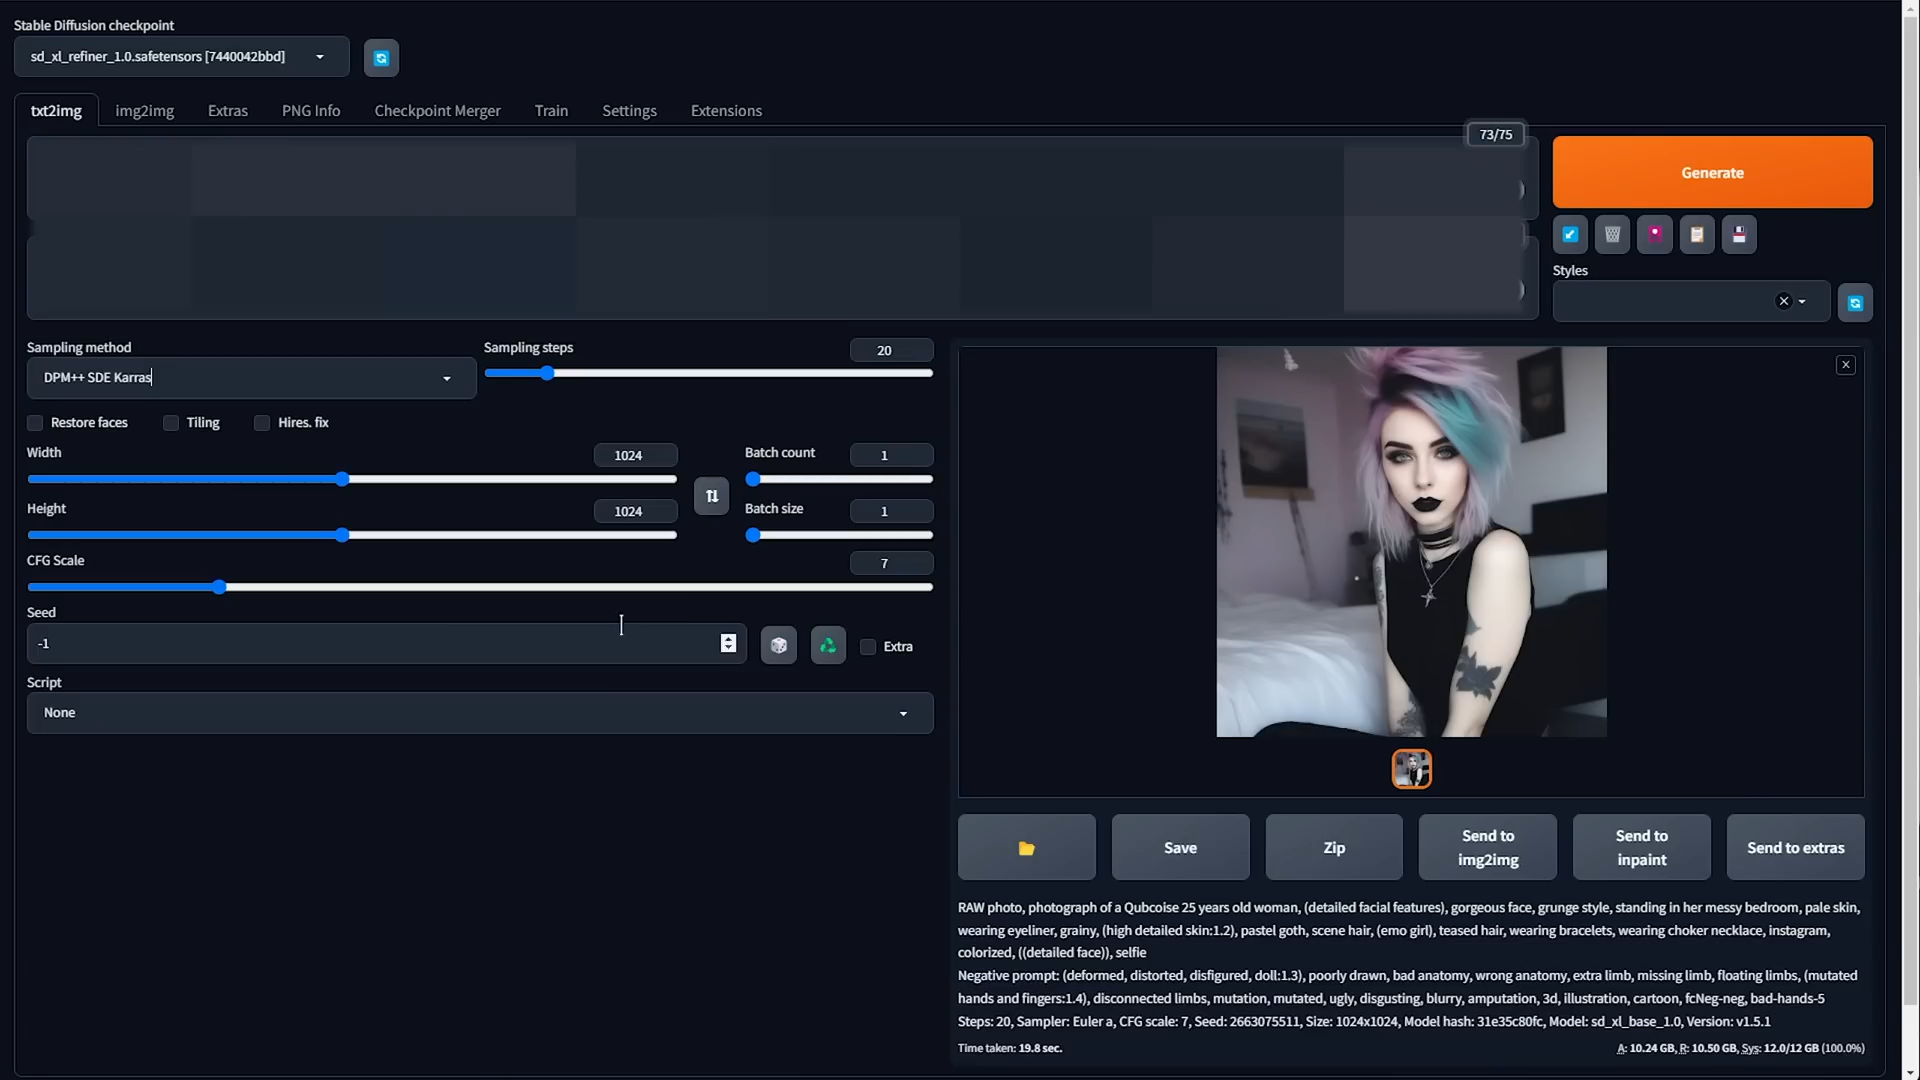 Stable Diffusion checkpoint
sd_xl_refiner_1.0.safetensors [7440042bbd]
txt2img img2img Extras PNG Info Checkpoint Merger Train Settings Extensions
73/75
Generate
Styles
Sampling method
DPM++ SDE Karras
Sampling steps 20
Restore faces Tiling Hires. fix
Width 1024
Batch count 1
Height 1024
Batch size 1
CFG Scale 7
Seed
-1
Extra
Script
None
Save
Zip
Send to
img2img
Send to
inpaint
Send to extras
RAW photo, photograph of a Qubcoise 25 years old woman, (detailed facial features), gorgeous face, grunge style, standing in her messy bedroom, pale skin,
wearing eyeliner, grainy, (high detailed skin:1.2), pastel goth, scene hair, (emo girl), teased hair, wearing bracelets, wearing choker necklace, instagram,
colorized, ((detailed face)), selfie
Negative prompt: (deformed, distorted, disfigured, doll:1.3), poorly drawn, bad anatomy, wrong anatomy, extra limb, missing limb, floating limbs, (mutated
hands and fingers:1.4), disconnected limbs, mutation, mutated, ugly, disgusting, blurry, amputation, 3d, illustration, cartoon, fcNeg-neg, bad-hands-5
Steps: 20, Sampler: Euler a, CFG scale: 7, Seed: 2663075511, Size: 1024x1024, Model hash: 31e35c80fc, Model: sd_xl_base_1.0, Version: v1.5.1
Time taken: 19.8 sec.
A: 10.24 GB, R: 10.50 GB, Sys: 12.0/12 GB (100.0%)